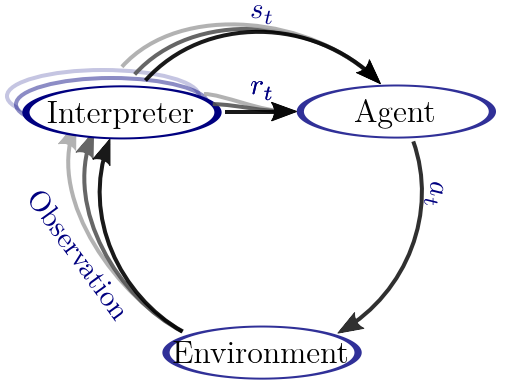 s_t
r_t
Interpreter
Agent
a_t
Observation
Environment